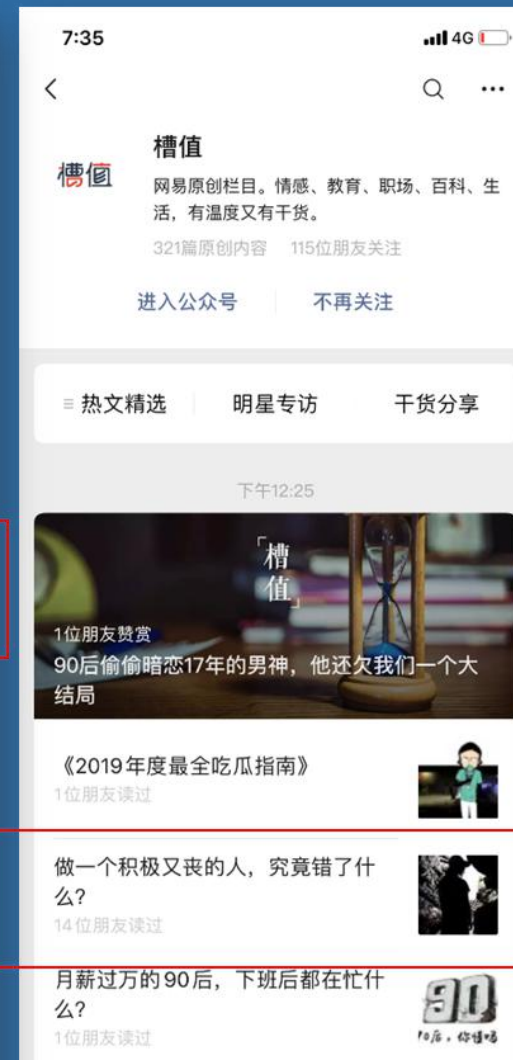 7:35
4G
槽值
槽值
网易原创栏目。情感、教育、职场、百科、生
活，有温度又有干货。
321篇原创内容 115位朋友关注
进入公众号 不再关注
热文精选 明星专访 干货分享
下午12:25
「槽
值」
1位朋友赞赏
90后偷偷暗恋17年的男神，他还欠我们一个大
结局
《2019年度最全吃瓜指南》
1位朋友读过
做一个积极又丧的人，究竟错了什
么?
14位朋友读过
月薪过万的90后，下班后都在忙什
么?
1位朋友读过
90
90后，你懂吗